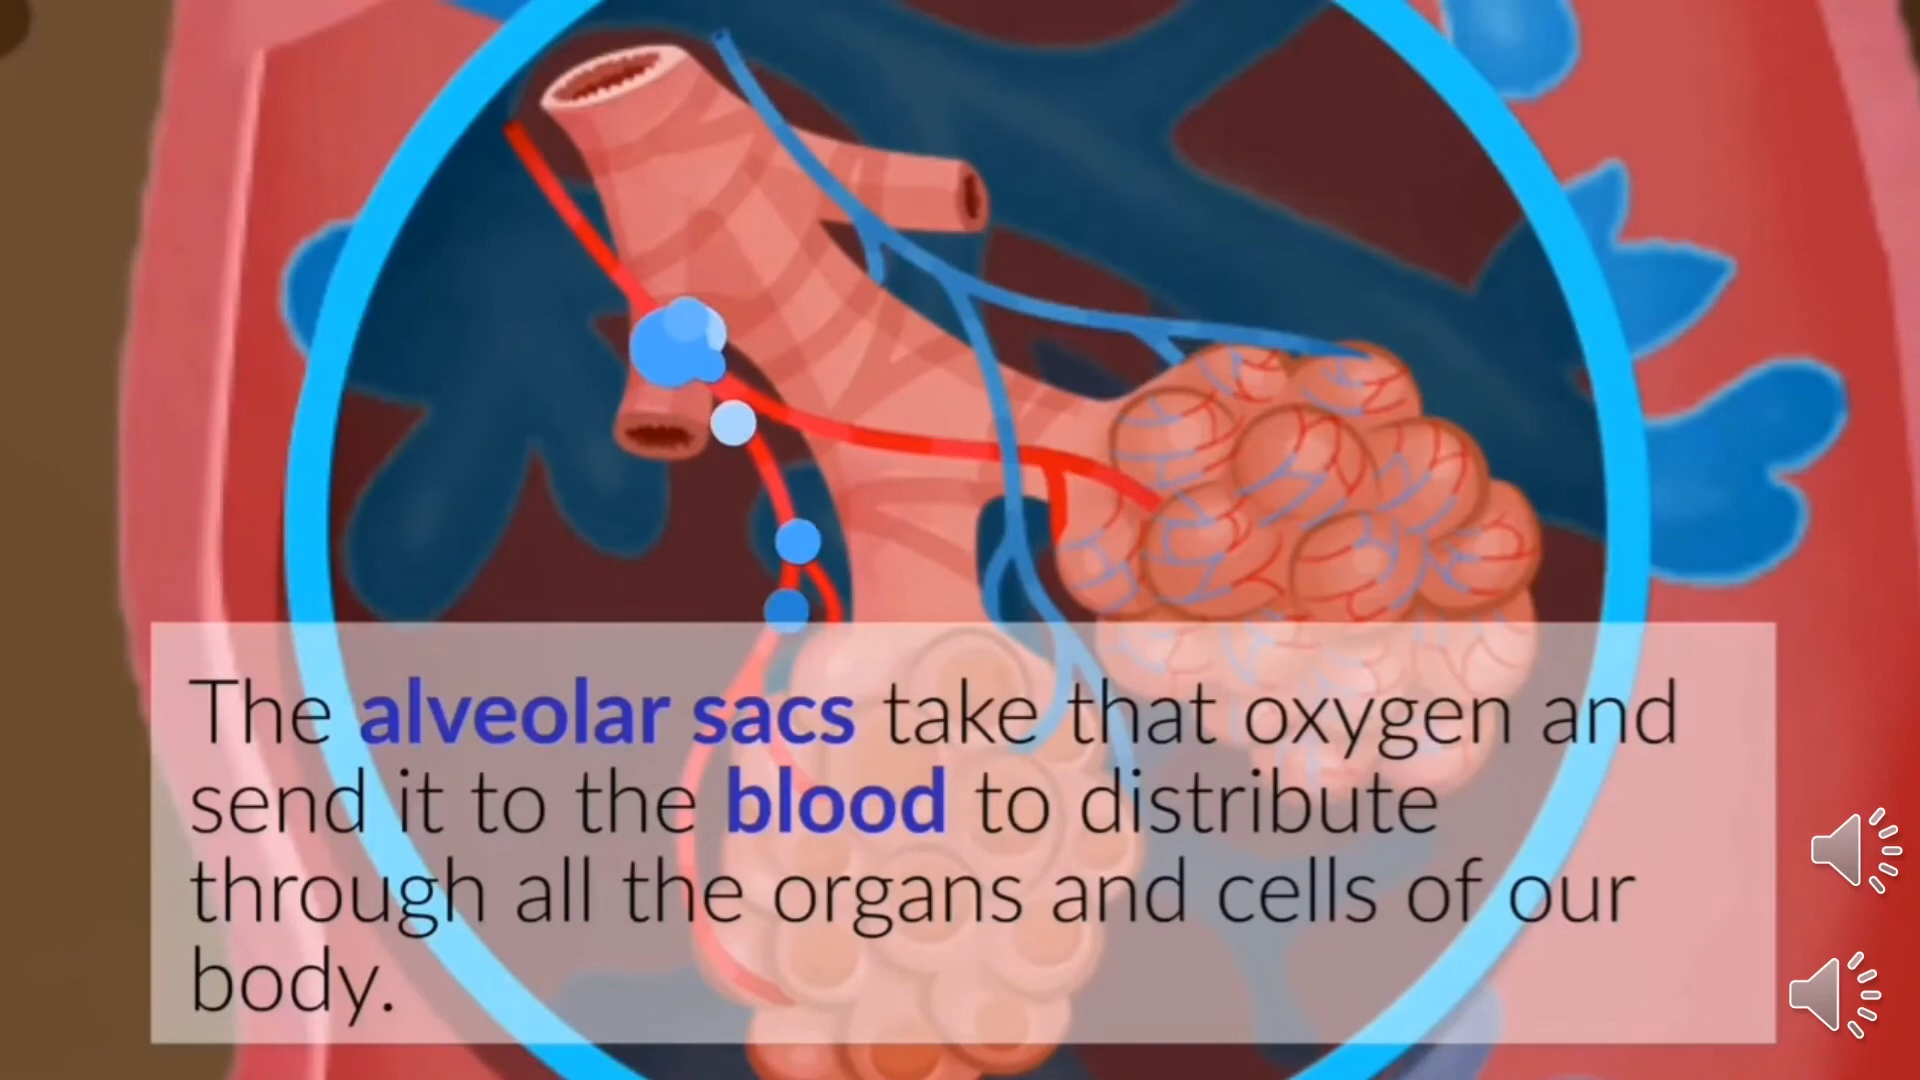 The alveolar sacs take that oxygen and
send it to the blood to distribute
through all the organs and cells of our
body.